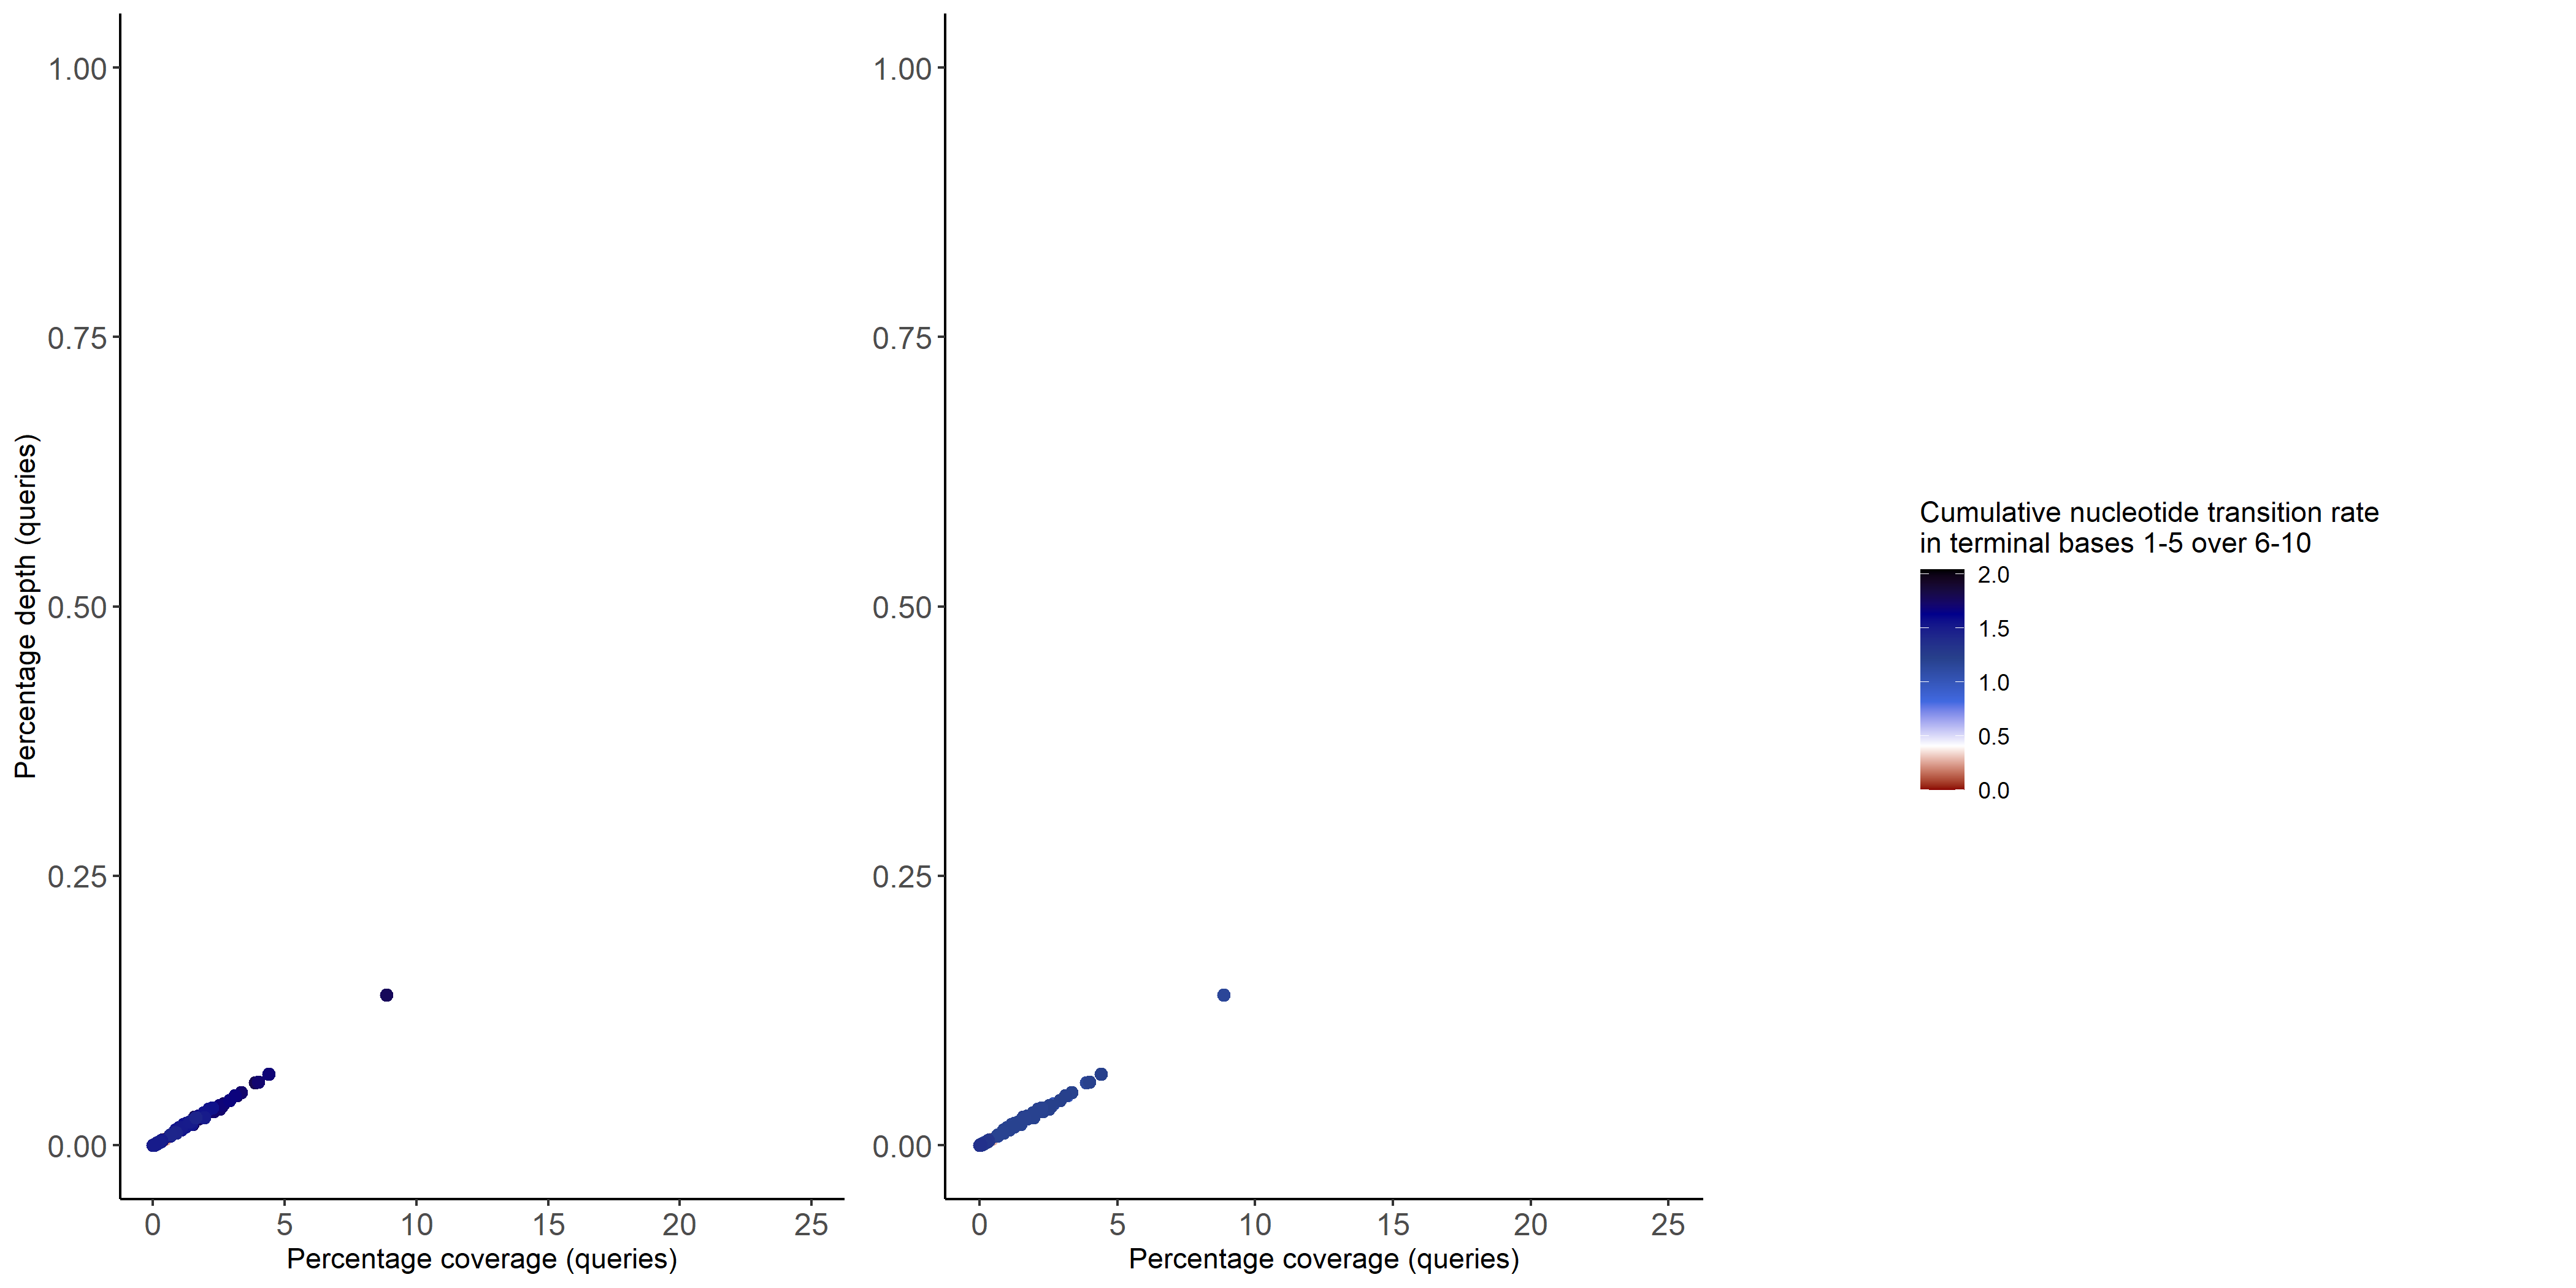 Percentage depth (queries)
1.00
0.75
0.50
0.25
0.00
0 5 10 15 20 25
Percentage coverage (queries)
1.00
0.75
0.50
0.25
0.00
0 5 10 15 20 25
Percentage coverage (queries)
Cumulative nucleotide transition rate
in terminal bases 1-5 over 6-10
2.0
1.5
1.0
0.5
0.0